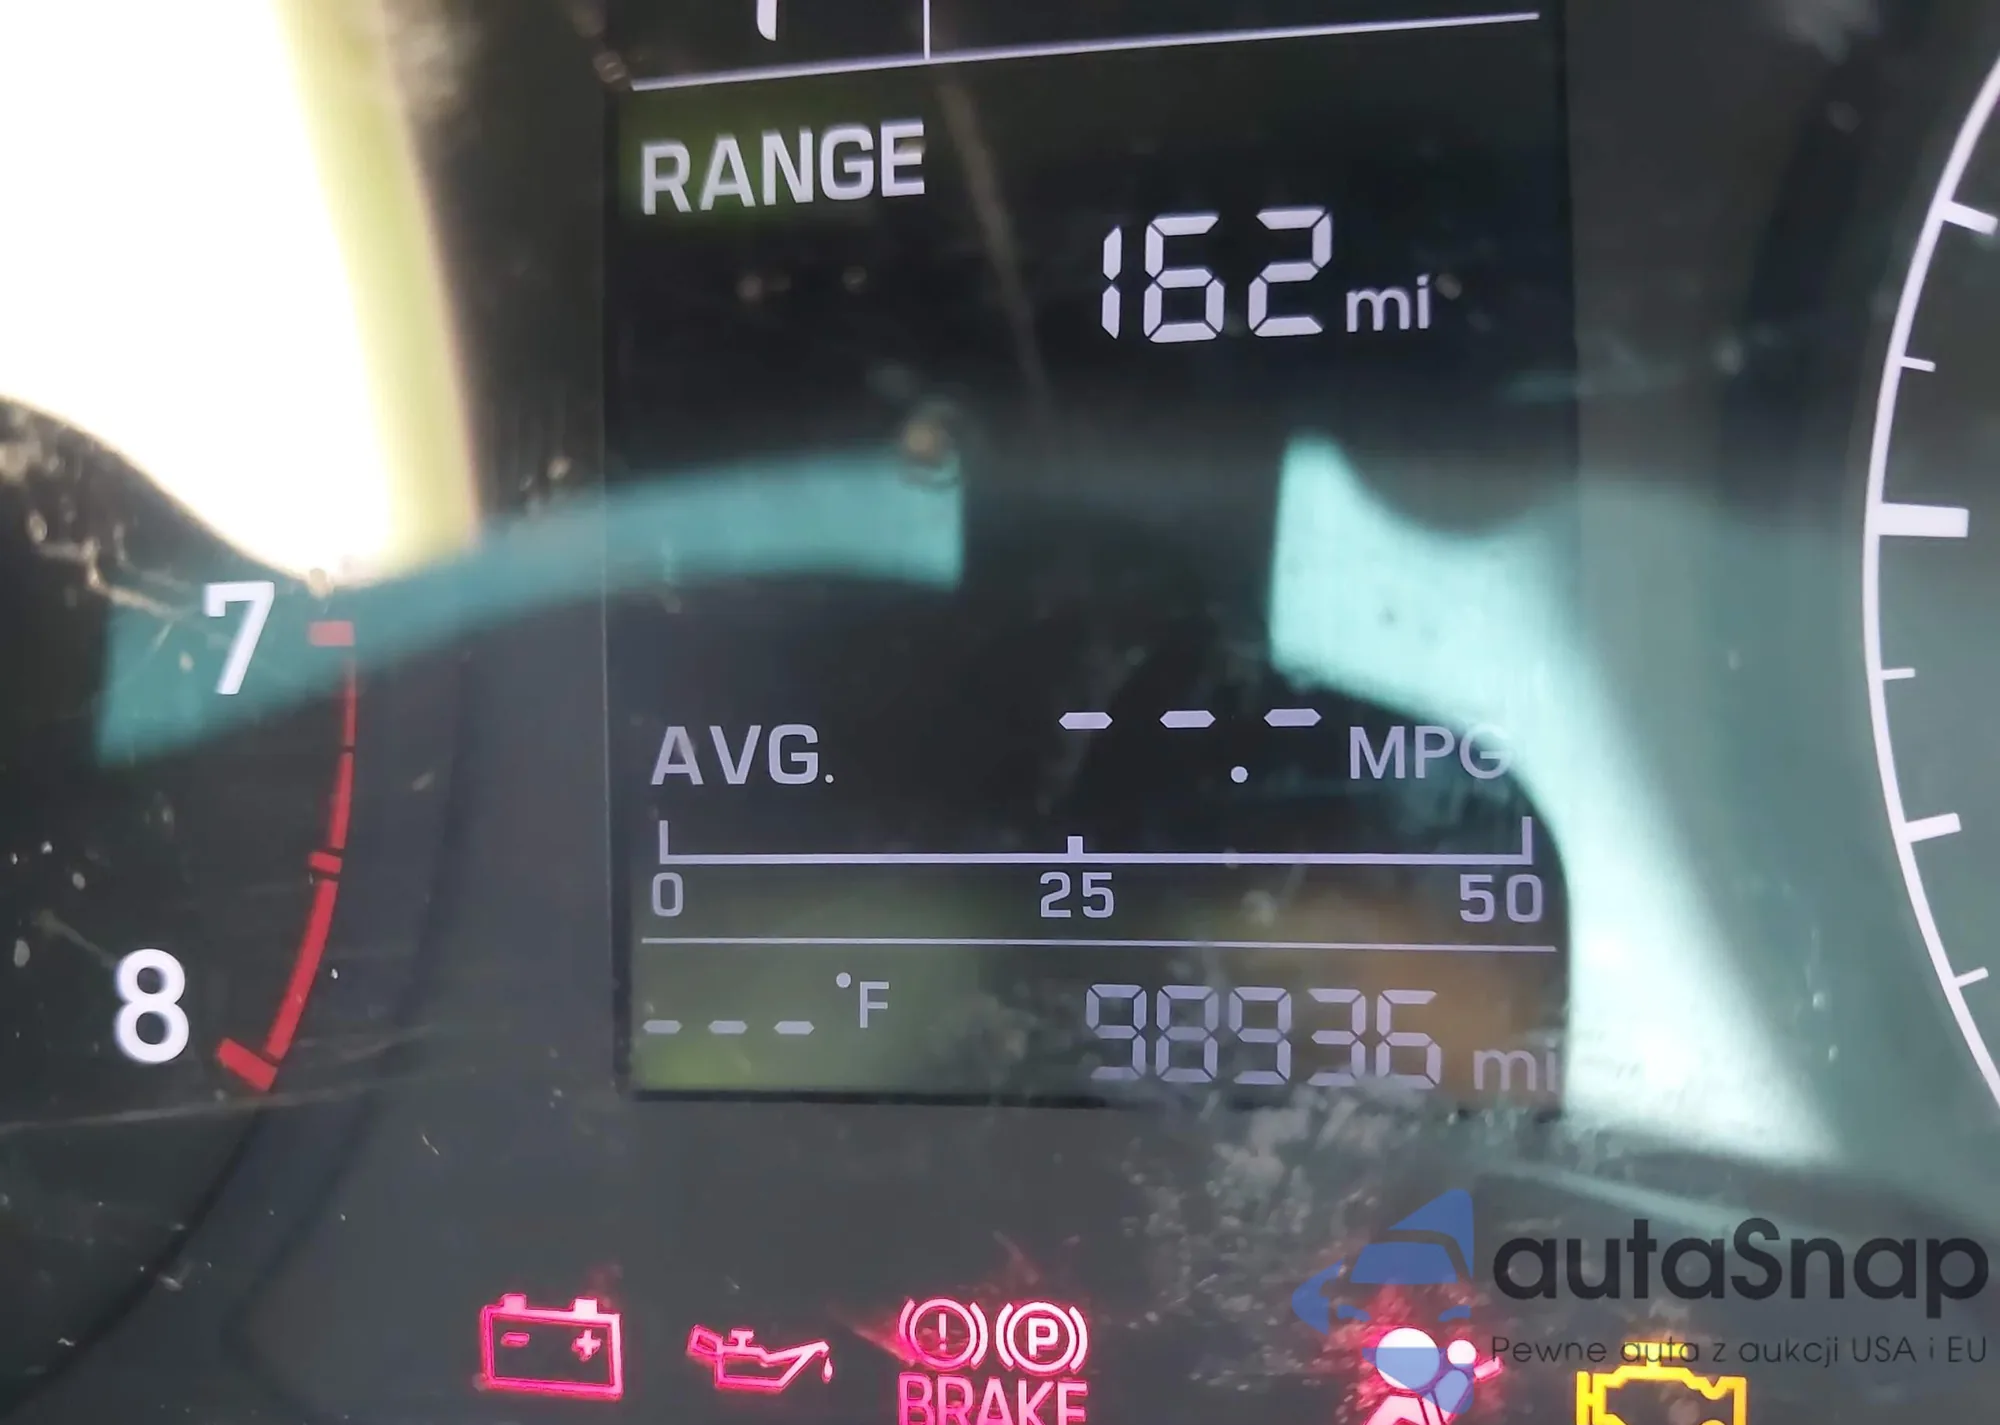 RANGE
162 mi
7
AVG. ---.- MPG
0 25 50
8
--- °F 98936 mi
autaSnap
Pewne auta z aukcji USA i EU
P
BRAKE